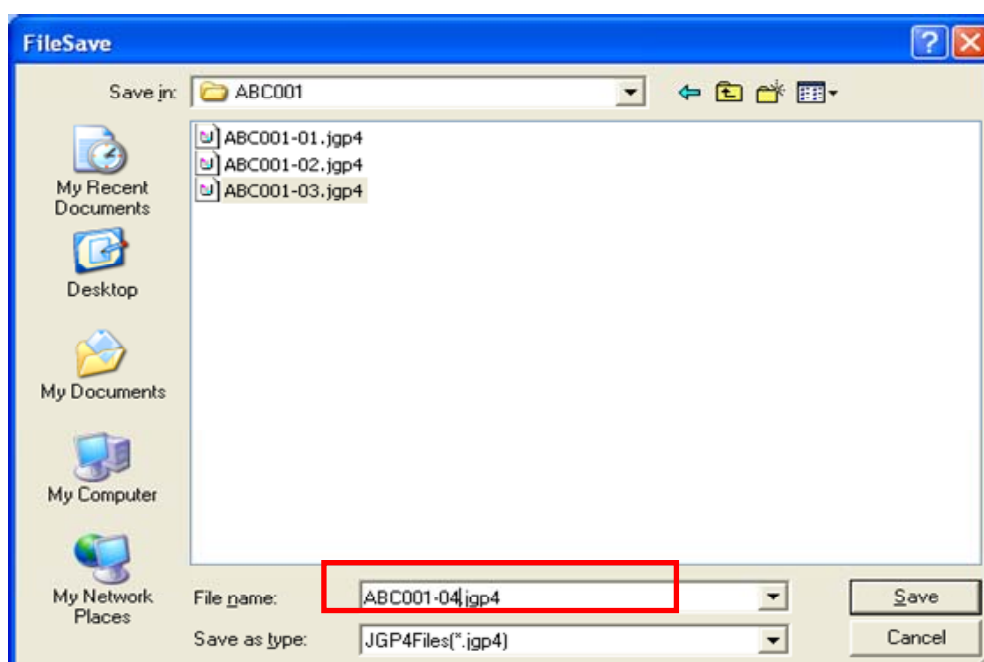 FileSave
Save in: ABC001
ABC001-01.jgp4
ABC001-02.jgp4
ABC001-03.jgp4
My Recent
Documents
Desktop
My Documents
My Computer
My Network
Places
File name: ABC001-04.jgp4 Save
Save as type: JGP4Files(*.jgp4) Cancel